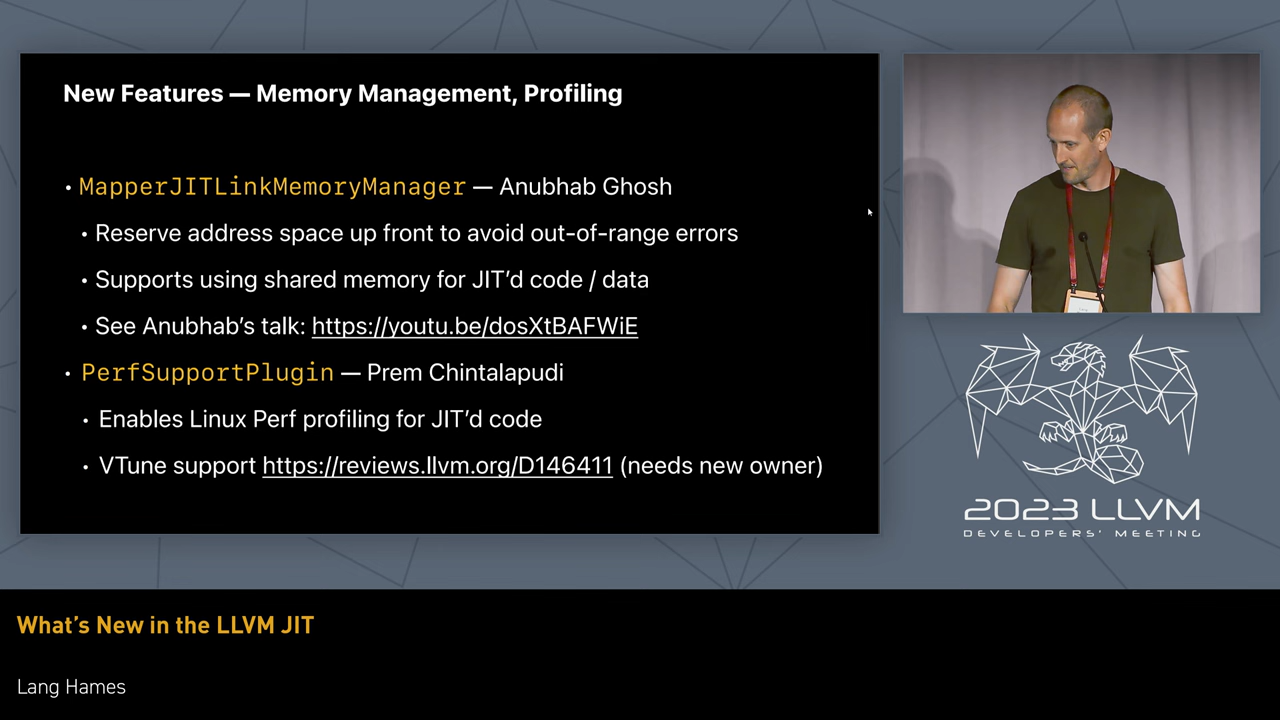 New Features — Memory Management, Profiling
• MapperJITLinkMemoryManager — Anubhab Ghosh
• Reserve address space up front to avoid out-of-range errors
• Supports using shared memory for JIT’d code / data
• See Anubhab’s talk: https://youtu.be/dosXtBAFWiE
• PerfSupportPlugin — Prem Chintalapudi
• Enables Linux Perf profiling for JIT’d code
• VTune support https://reviews.llvm.org/D146411 (needs new owner)
2023 LLVM
DEVELOPERS' MEETING
What’s New in the LLVM JIT
Lang Hames